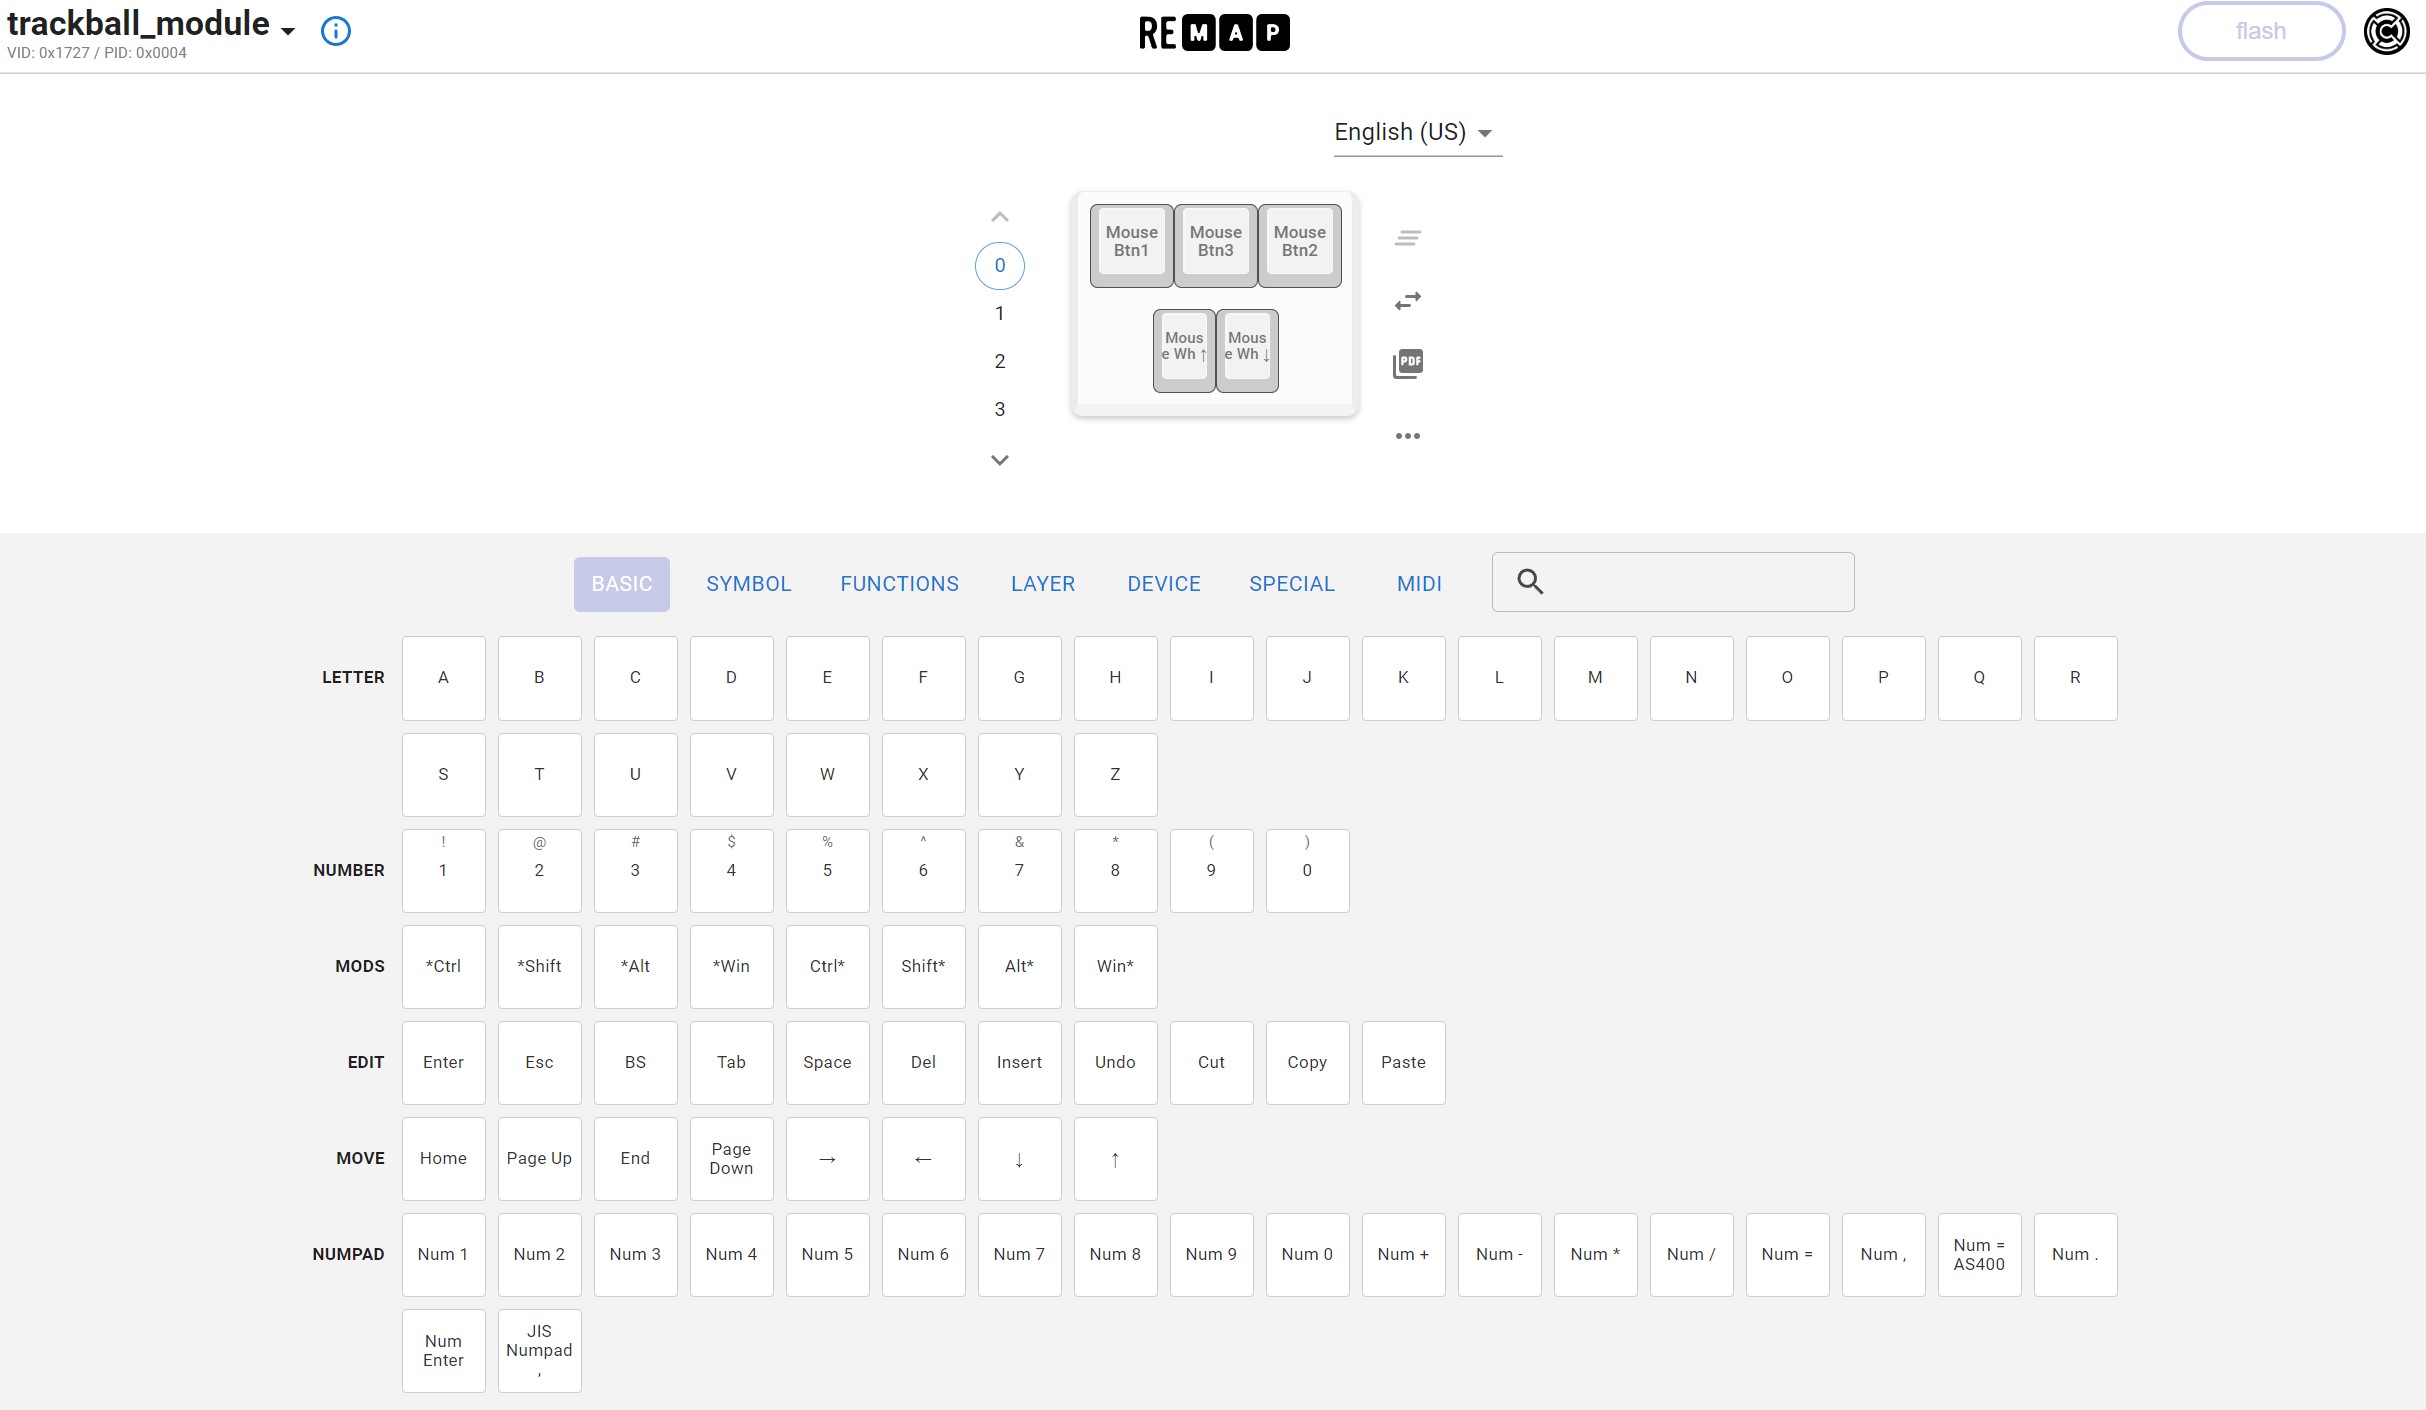 trackball_module
VID: 0x1727 / PID: 0x0004
REMAP
flash
English (US)
0
1
2
3
Mouse
Btn1
Mouse
Btn3
Mouse
Btn2
Mous
e Wh ↑
Mous
e Wh ↓
PDF
BASIC SYMBOL FUNCTIONS LAYER DEVICE SPECIAL MIDI
LETTER A B C D E F G H I J K L M N O P Q R
S T U V W X Y Z
! @ # $ % ^ & * ( )
NUMBER 1 2 3 4 5 6 7 8 9 0
MODS *Ctrl *Shift *Alt *Win Ctrl* Shift* Alt* Win*
EDIT Enter Esc BS Tab Space Del Insert Undo Cut Copy Paste
MOVE Home Page Up End Page
Down → ← ↓ ↑
NUMPAD Num 1 Num 2 Num 3 Num 4 Num 5 Num 6 Num 7 Num 8 Num 9 Num 0 Num + Num - Num * Num / Num = Num , Num =
AS400 Num .
Num
Enter
JIS
Numpad
,